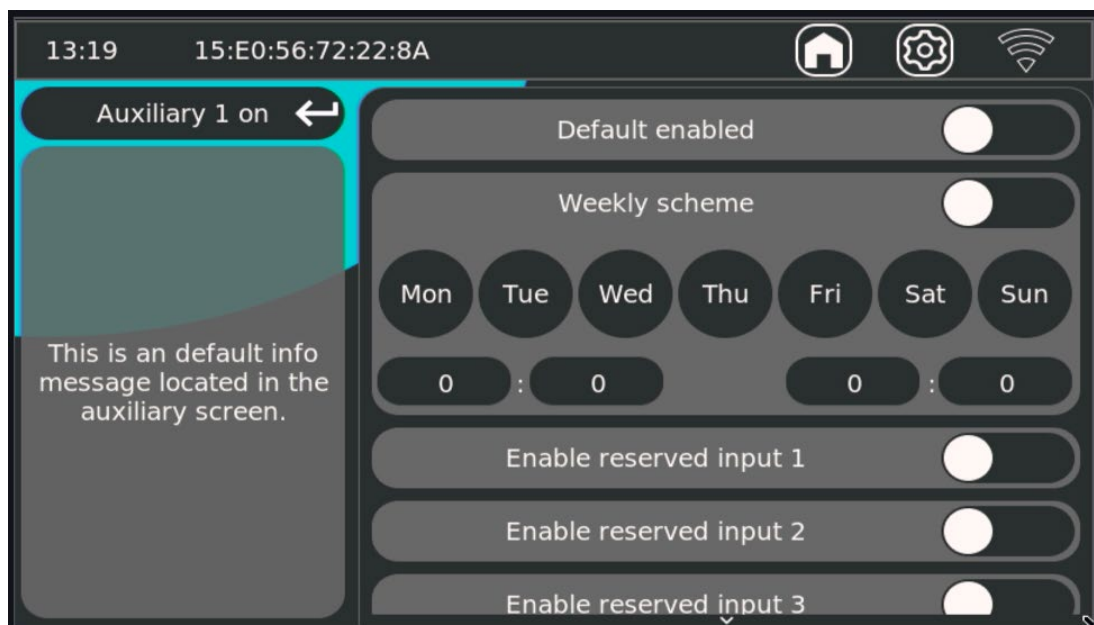 13:19 15:E0:56:72:22:8A
Auxiliary 1 on
This is an default info
message located in the
auxiliary screen.
Default enabled
Weekly scheme
Mon Tue Wed Thu Fri Sat Sun
0 : 0 0 : 0
Enable reserved input 1
Enable reserved input 2
Enable reserved input 3